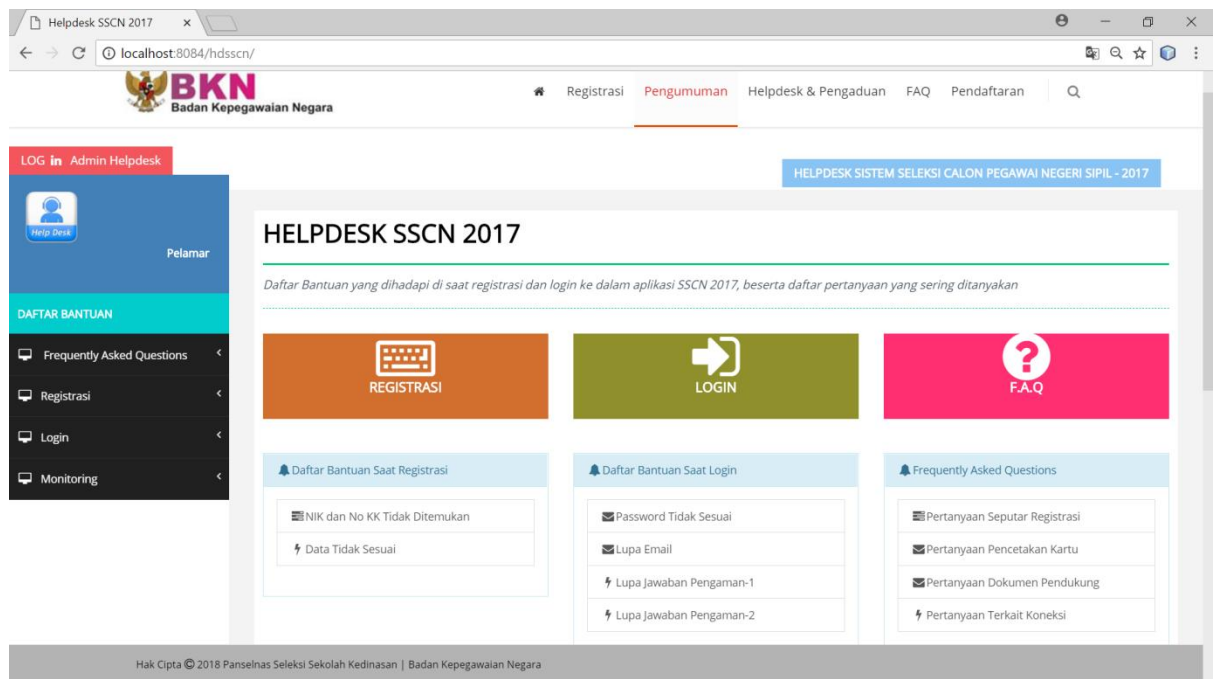 Helpdesk SSCN 2017
localhost:8084/hdsscn/
BKN
Badan Kepegawaian Negara
Registrasi Pengumuman Helpdesk & Pengaduan FAQ Pendaftaran
LOG in Admin Helpdesk
HELPDESK SISTEM SELEKSI CALON PEGAWAI NEGERI SIPIL - 2017
Help Desk
Pelamar
DAFTAR BANTUAN
Frequently Asked Questions
Registrasi
Login
Monitoring
HELPDESK SSCN 2017
Daftar Bantuan yang dihadapi di saat registrasi dan login ke dalam aplikasi SSCN 2017, beserta daftar pertanyaan yang sering ditanyakan
REGISTRASI
LOGIN
F.A.Q
Daftar Bantuan Saat Registrasi
NIK dan No KK Tidak Ditemukan
Data Tidak Sesuai
Daftar Bantuan Saat Login
Password Tidak Sesuai
Lupa Email
Lupa Jawaban Pengaman-1
Lupa Jawaban Pengaman-2
Frequently Asked Questions
Pertanyaan Seputar Registrasi
Pertanyaan Pencetakan Kartu
Pertanyaan Dokumen Pendukung
Pertanyaan Terkait Koneksi
Hak Cipta © 2018 Panselnas Seleksi Sekolah Kedinasan | Badan Kepegawaian Negara